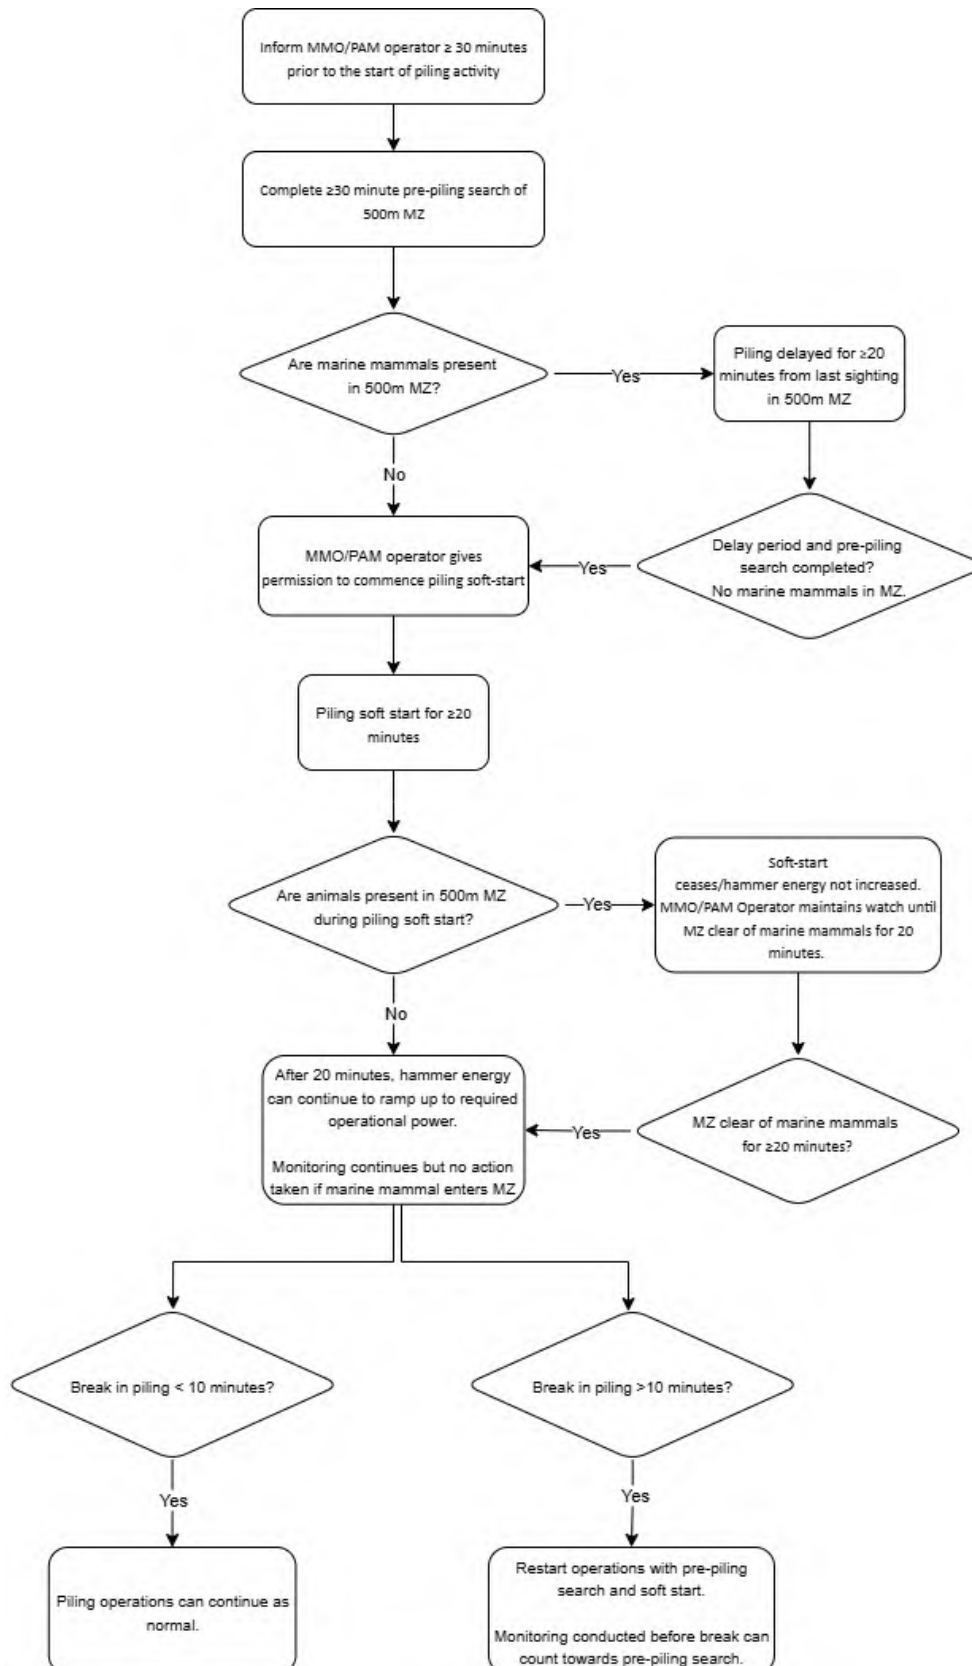 Inform MMO/PAM operator ≥ 30 minutes
prior to the start of piling activity
Complete ≥30 minute pre-piling search of
500m MZ
Are marine mammals present
in 500m MZ?
Yes
Piling delayed for ≥20
minutes from last sighting
in 500m MZ
No
Delay period and pre-piling
search completed?
No marine mammals in MZ.
Yes
MMO/PAM operator gives
permission to commence piling soft-start
Piling soft start for ≥20
minutes
Are animals present in 500m MZ
during piling soft start?
Yes
Soft-start
ceases/hammer energy not increased.
MMO/PAM Operator maintains watch until
MZ clear of marine mammals for 20
minutes.
No
After 20 minutes, hammer energy
can continue to ramp up to required
operational power.
Monitoring continues but no action
taken if marine mammal enters MZ
Yes
MZ clear of marine mammals
for ≥20 minutes?
Break in piling < 10 minutes?
Break in piling >10 minutes?
Yes
Yes
Piling operations can continue as
normal.
Restart operations with pre-piling
search and soft start.
Monitoring conducted before break can
count towards pre-piling search.